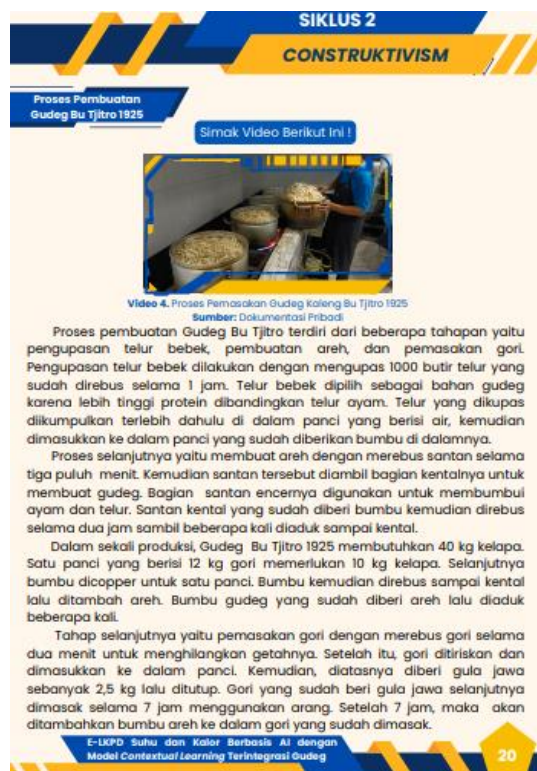 SIKLUS 2
CONSTRUKTIVISM
Proses Pembuatan
Gudeg Bu Tjitro 1925
Simak Video Berikut Ini !
Video 4. Proses Pemasakan Gudeg Kaleng Bu Tjitro 1925
Sumber: Dokumentasi Pribadi
Proses pembuatan Gudeg Bu Tjitro terdiri dari beberapa tahapan yaitu
pengupasan telur bebek, pembuatan areh, dan pemasakan gori.
Pengupasan telur bebek dilakukan dengan mengupas 1000 butir telur yang
sudah direbus selama 1 jam. Telur bebek dipilih sebagai bahan gudeg
karena lebih tinggi protein dibandingkan telur ayam. Telur yang dikupas
diikumpulkan terlebih dahulu di dalam panci yang berisi air, kemudian
dimasukkan ke dalam panci yang sudah diberikan bumbu di dalamnya.
Proses selanjutnya yaitu membuat areh dengan merebus santan selama
tiga puluh menit. Kemudian santan tersebut diambil bagian kentalnya untuk
membuat gudeg. Bagian santan encernya digunakan untuk membumbui
ayam dan telur. Santan kental yang sudah diberi bumbu kemudian direbus
selama dua jam sambil beberapa kali diaduk sampai kental.
Dalam sekali produksi, Gudeg Bu Tjitro 1925 membutuhkan 40 kg kelapa.
Satu panci yang berisi 12 kg gori memerlukan 10 kg kelapa. Selanjutnya
bumbu dicopper untuk satu panci. Bumbu kemudian direbus sampai kental
lalu ditambah areh. Bumbu gudeg yang sudah diberi areh lalu diaduk
beberapa kali.
Tahap selanjutnya yaitu pemasakan gori dengan merebus gori selama
dua menit untuk menghilangkan getahnya. Setelah itu, gori ditiriskan dan
dimasukkan ke dalam panci. Kemudian, diatasnya diberi gula jawa
sebanyak 2,5 kg lalu ditutup. Gori yang sudah beri gula jawa selanjutnya
dimasak selama 7 jam menggunakan arang. Setelah 7 jam, maka akan
ditambahkan bumbu areh ke dalam gori yang sudah dimasak.
E-LKPD Suhu dan Kalor Berbasis AI dengan
Model Contextual Learning Terintegrasi Gudeg
20